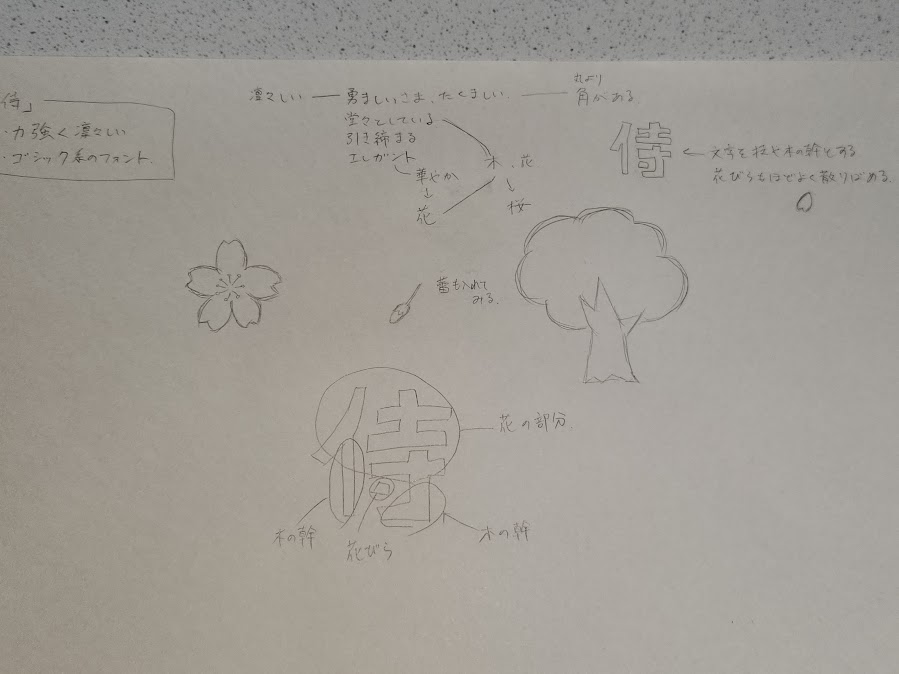 侍」
・力強く凛々しい
・ゴシック系のフォント.
凛々しい
勇ましいさま、たくましい.
丸より
角がある
堂々としている
引き締まる
エレガント
華やか
↓
花
木、花
↓
桜
侍
← 文字を枝や木の幹とする
花びらもほどよく散りばめる.
蕾も入れて
みる.
侍
花の部分.
木の幹
花びら
木の幹